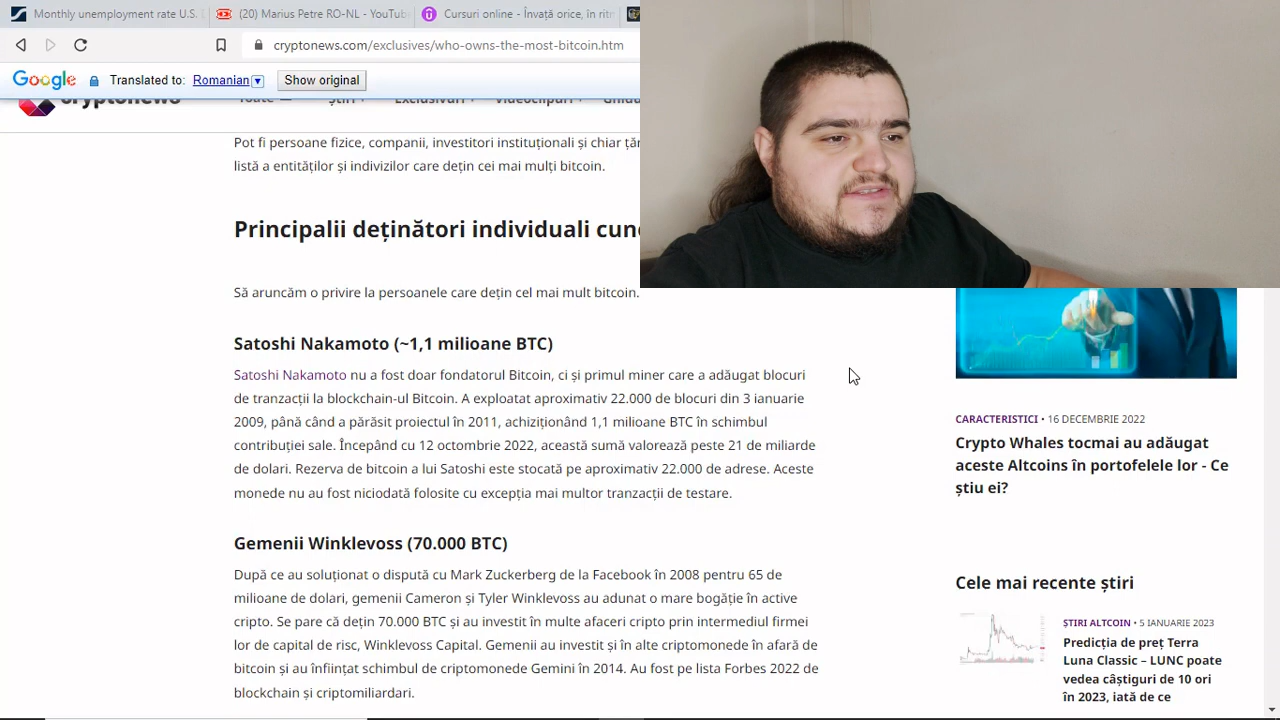 Monthly unemployment rate U.S.
(20) Marius Petre RO-NL - YouTu
Cursuri online - Învață orice, în ritm
cryptonews.com/exclusives/who-owns-the-most-bitcoin.htm
Google Translated to: Romanian Show original
cryptonews Toate Știri Exclusivuri Videoclipuri
Pot fi persoane fizice, companii, investitori instituționali și chiar țăr
listă a entităților și indivizilor care dețin cei mai mulți bitcoin.
Principalii deținători individuali cuno
Să aruncăm o privire la persoanele care dețin cel mai mult bitcoin.
Satoshi Nakamoto (~1,1 milioane BTC)
Satoshi Nakamoto nu a fost doar fondatorul Bitcoin, ci și primul miner care a adăugat blocuri
de tranzacții la blockchain-ul Bitcoin. A exploatat aproximativ 22.000 de blocuri din 3 ianuarie
2009, până când a părăsit proiectul în 2011, achiziționând 1,1 milioane BTC în schimbul
contribuției sale. Începând cu 12 octombrie 2022, această sumă valorează peste 21 de miliarde
de dolari. Rezerva de bitcoin a lui Satoshi este stocată pe aproximativ 22.000 de adrese. Aceste
monede nu au fost niciodată folosite cu excepția mai multor tranzacții de testare.
Gemenii Winklevoss (70.000 BTC)
După ce au soluționat o dispută cu Mark Zuckerberg de la Facebook în 2008 pentru 65 de
milioane de dolari, gemenii Cameron și Tyler Winklevoss au adunat o mare bogăție în active
cripto. Se pare că dețin 70.000 BTC și au investit în multe afaceri cripto prin intermediul firmei
lor de capital de risc, Winklevoss Capital. Gemenii au investit și în alte criptomonede în afară de
bitcoin și au lansat schimbul de criptomonede Gemini în 2014. Au fost pe lista Forbes 2022 de
blockchain și criptomiliardari.
CARACTERISTICI • 16 DECEMBRIE 2022
Crypto Whales tocmai au adăugat
aceste Altcoins în portofelele lor - Ce
știu ei?
Cele mai recente știri
ȘTIRI ALTCOIN • 5 IANUARIE 2023
Predicția de preț Terra
Luna Classic – LUNC poate
vedea câștiguri de 10 ori
în 2023, iată de ce